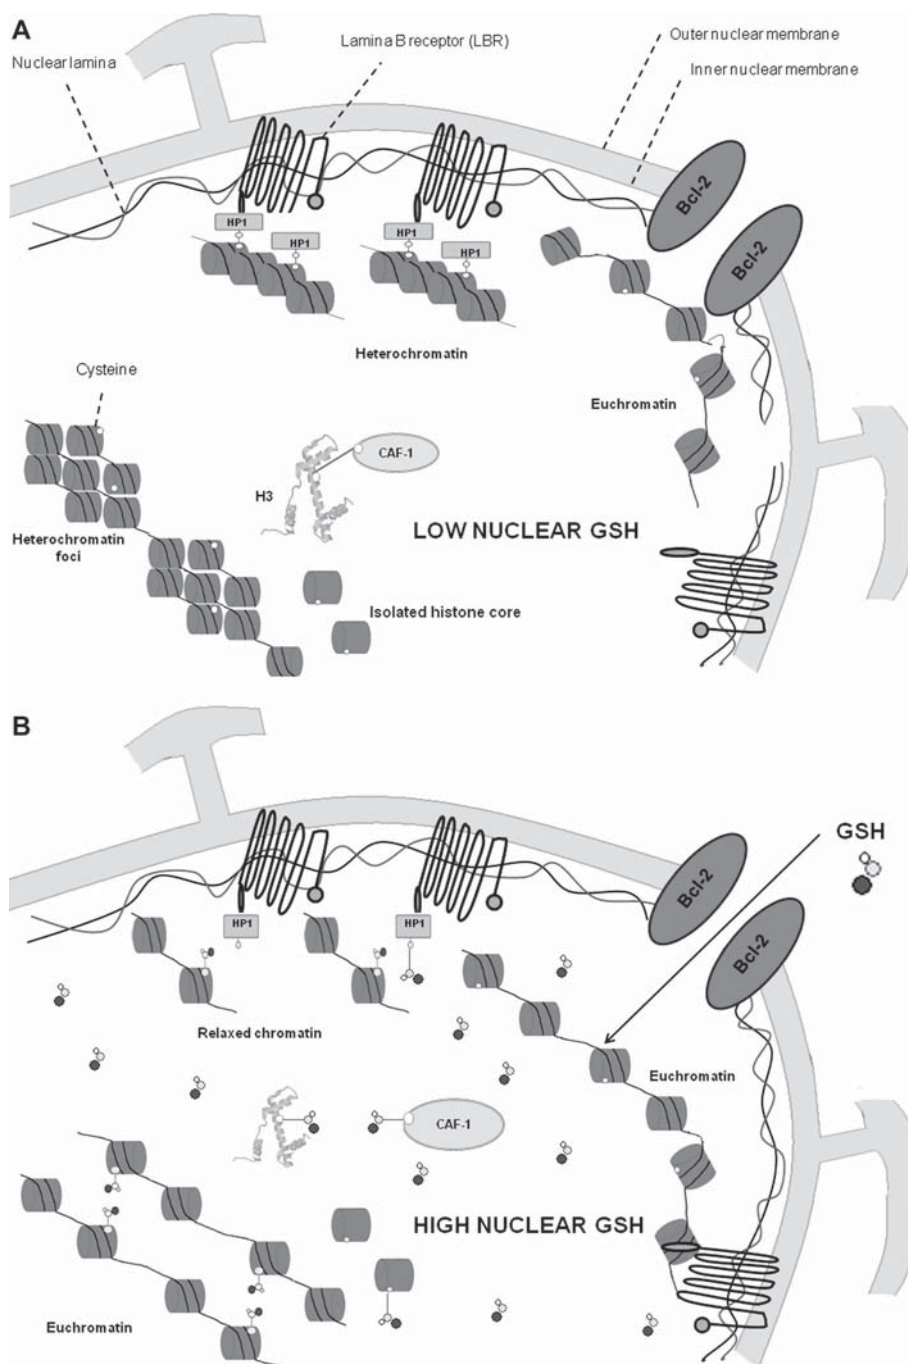 A
Lamina B receptor (LBR)
Outer nuclear membrane
Nuclear lamina
Inner nuclear membrane
Bcl-2
Bcl-2
HP1
HP1
HP1
HP1
Heterochromatin
Cysteine
Euchromatin
CAF-1
H3
LOW NUCLEAR GSH
Heterochromatin
foci
Isolated histone core
B
GSH
Bcl-2
Bcl-2
HP1
HP1
Relaxed chromatin
Euchromatin
CAF-1
HIGH NUCLEAR GSH
Euchromatin